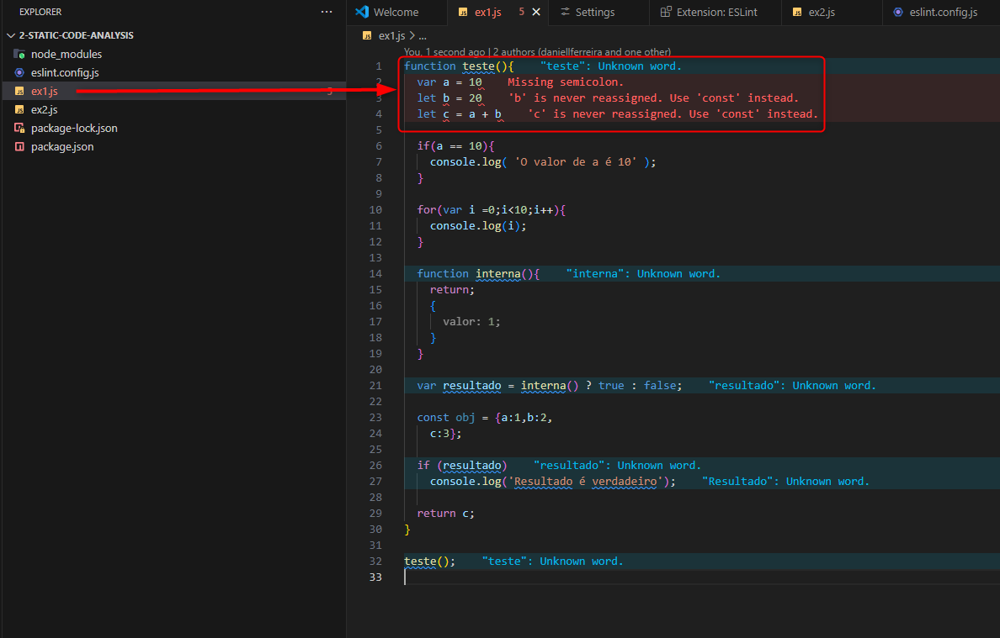 EXPLORER ...
2-STATIC-CODE-ANALYSIS
node_modules
eslint.config.js
ex1.js 5
ex2.js
package-lock.json
package.json
Welcome
ex1.js 5
Settings
Extension: ESLint
ex2.js
eslint.config.js
ex1.js > ...
You, 1 second ago | 2 authors (daniellferreira and one other)
1 function teste(){ "teste": Unknown word.
2 var a = 10 Missing semicolon.
3 let b = 20 'b' is never reassigned. Use 'const' instead.
4 let c = a + b 'c' is never reassigned. Use 'const' instead.
5
6 if(a == 10){
7 console.log( 'O valor de a é 10' );
8 }
9
10 for(var i =0;i<10;i++){
11 console.log(i);
12 }
13
14 function interna(){ "interna": Unknown word.
15 return;
16 {
17 valor: 1;
18 }
19 }
20
21 var resultado = interna() ? true : false; "resultado": Unknown word.
22
23 const obj = {a:1,b:2,
24 c:3};
25
26 if (resultado) "resultado": Unknown word.
27 console.log('Resultado é verdadeiro'); "Resultado": Unknown word.
28
29 return c;
30 }
31
32 teste(); "teste": Unknown word.
33